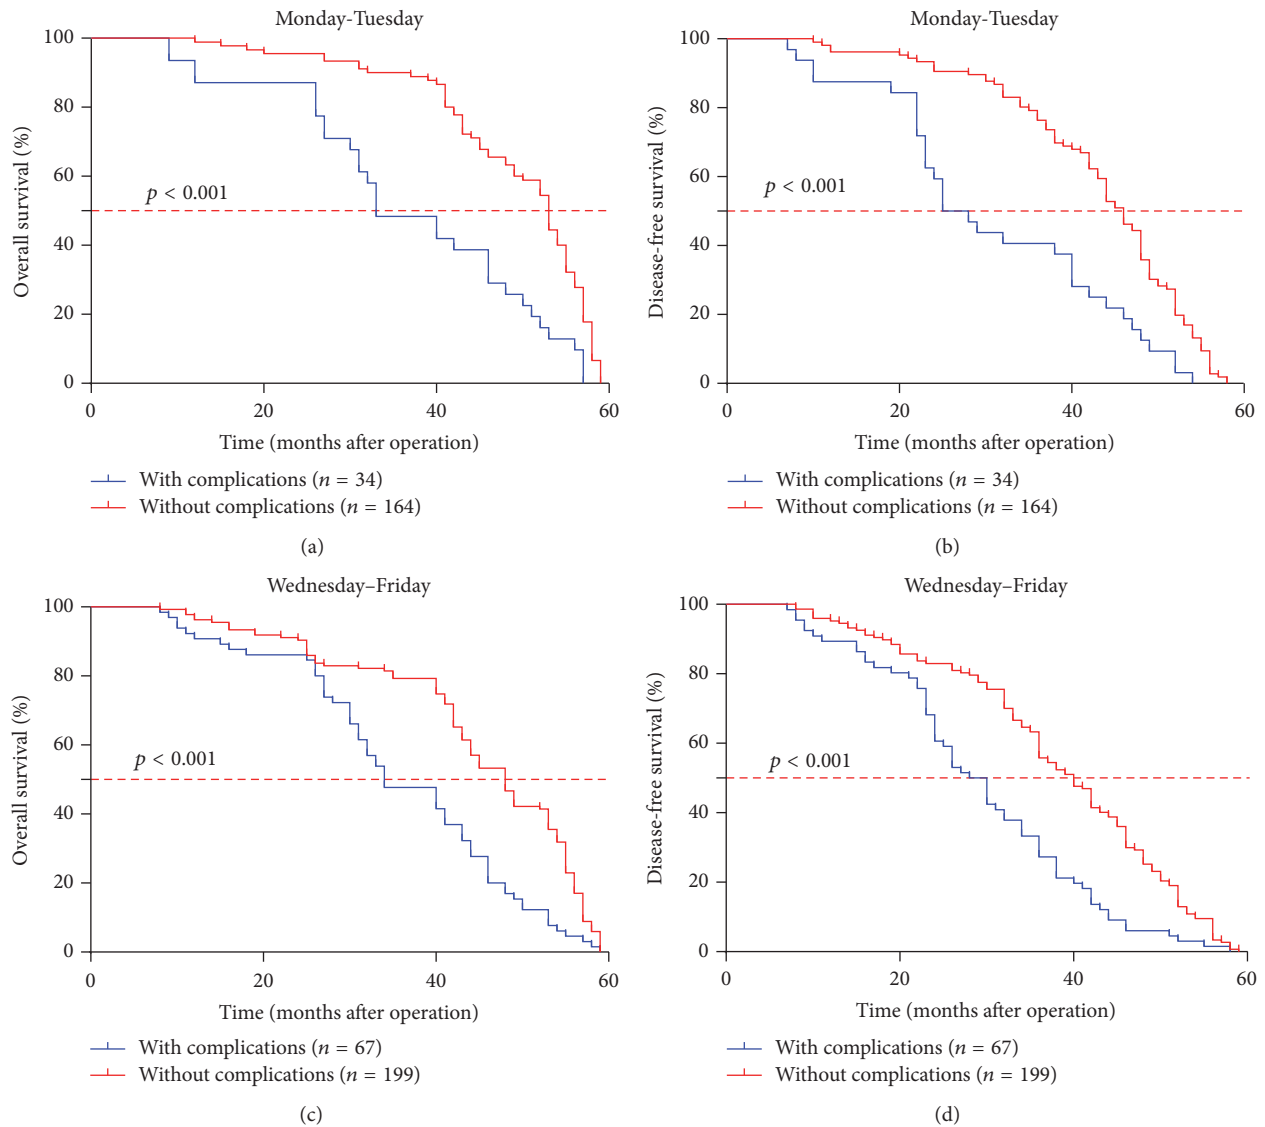 Monday-Tuesday
100
80
60
40
20
0
Overall survival (%)
p < 0.001
0 20 40 60
Time (months after operation)
With complications (n = 34)
Without complications (n = 164)
(a)
Monday-Tuesday
100
80
60
40
20
0
Disease-free survival (%)
p < 0.001
0 20 40 60
Time (months after operation)
With complications (n = 34)
Without complications (n = 164)
(b)
Wednesday–Friday
100
80
60
40
20
0
Overall survival (%)
p < 0.001
0 20 40 60
Time (months after operation)
With complications (n = 67)
Without complications (n = 199)
(c)
Wednesday–Friday
100
80
60
40
20
0
Disease-free survival (%)
p < 0.001
0 20 40 60
Time (months after operation)
With complications (n = 67)
Without complications (n = 199)
(d)